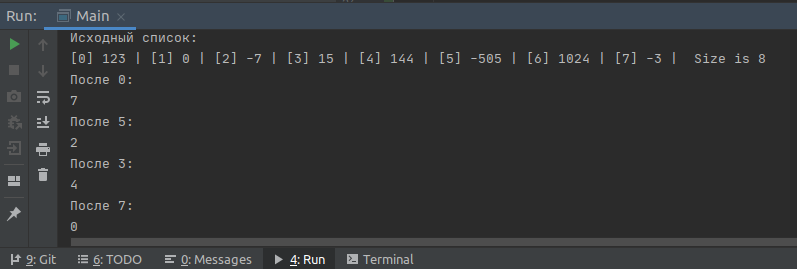 Run: Main ×
Исходный список:
[0] 123 | [1] 0 | [2] -7 | [3] 15 | [4] 144 | [5] -505 | [6] 1024 | [7] -3 |  Size is 8
После 0:
7
После 5:
2
После 3:
4
После 7:
0
9: Git 6: TODO 0: Messages 4: Run Terminal